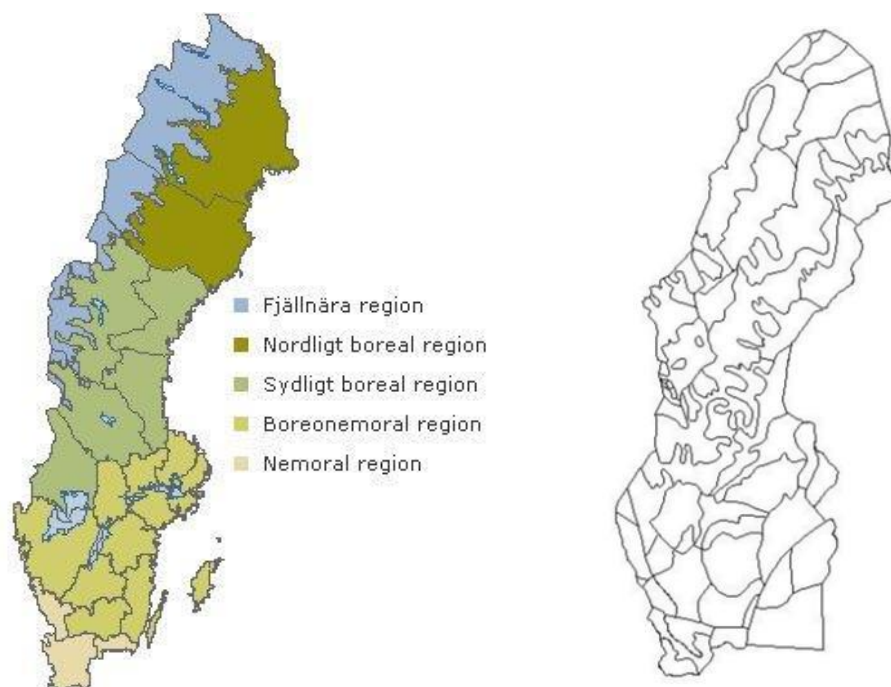 Fjällnära region
Nordligt boreal region
Sydligt boreal region
Boreonemoral region
Nemoral region